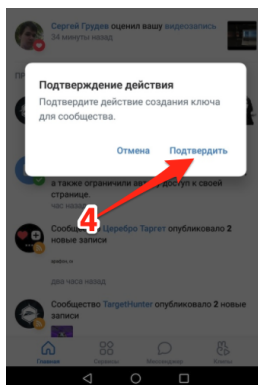 Сергей Грудев оценил вашу видеозапись
34 минуты назад
Подтверждение действия
Подтвердите действие создания ключа
для сообщества.
Отмена Подтвердить
а также ограничили доступ к своей
странице.
час назад
4
Сообщество Церебро Таргет опубликовало 2
новые записи
два часа назад
Сообщество TargetHunter опубликовало 2 новые
записи
Главная Сервисы Мессенджер Клипы